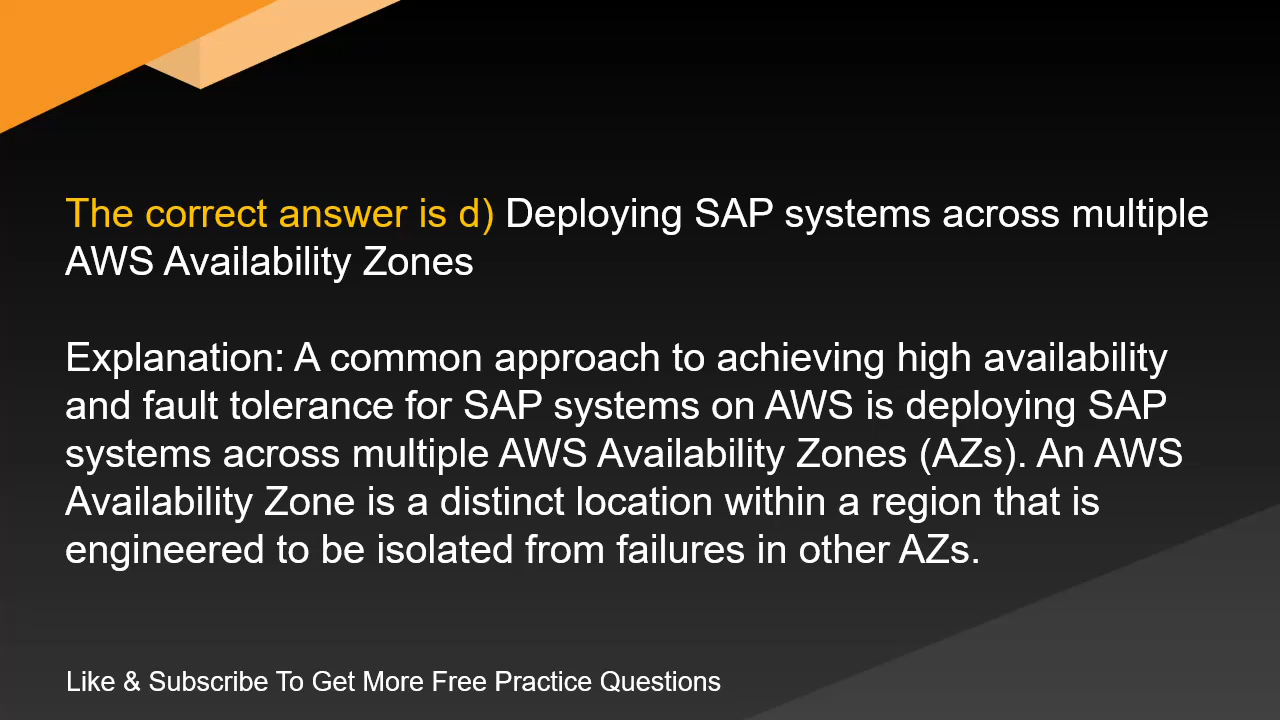 The correct answer is d) Deploying SAP systems across multiple
AWS Availability Zones
Explanation: A common approach to achieving high availability
and fault tolerance for SAP systems on AWS is deploying SAP
systems across multiple AWS Availability Zones (AZs). An AWS
Availability Zone is a distinct location within a region that is
engineered to be isolated from failures in other AZs.
Like & Subscribe To Get More Free Practice Questions